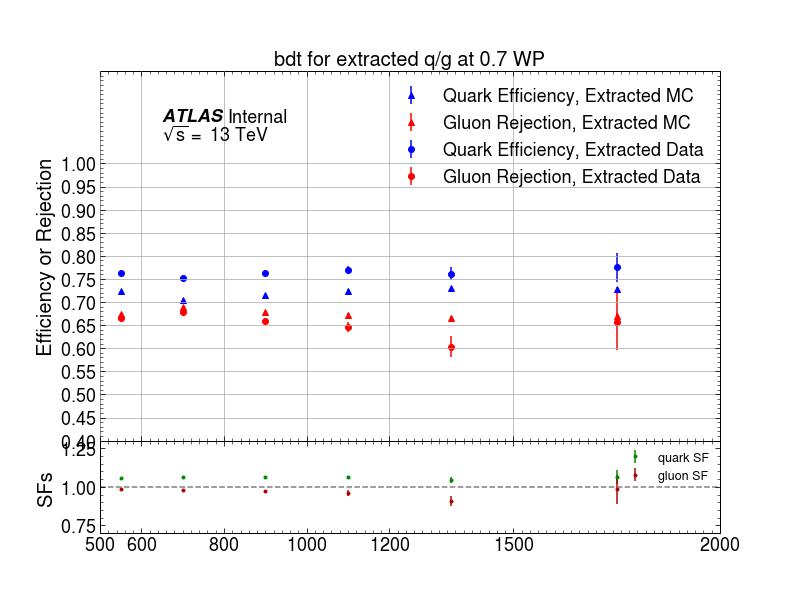 bdt for extracted q/g at 0.7 WP
ATLAS Internal
√s = 13 TeV
Quark Efficiency, Extracted MC
Gluon Rejection, Extracted MC
Quark Efficiency, Extracted Data
Gluon Rejection, Extracted Data
Efficiency or Rejection
1.00
0.95
0.90
0.85
0.80
0.75
0.70
0.65
0.60
0.55
0.50
0.45
0.40
SFs
1.25
1.00
0.75
quark SF
gluon SF
500 600 800 1000 1200 1500 2000